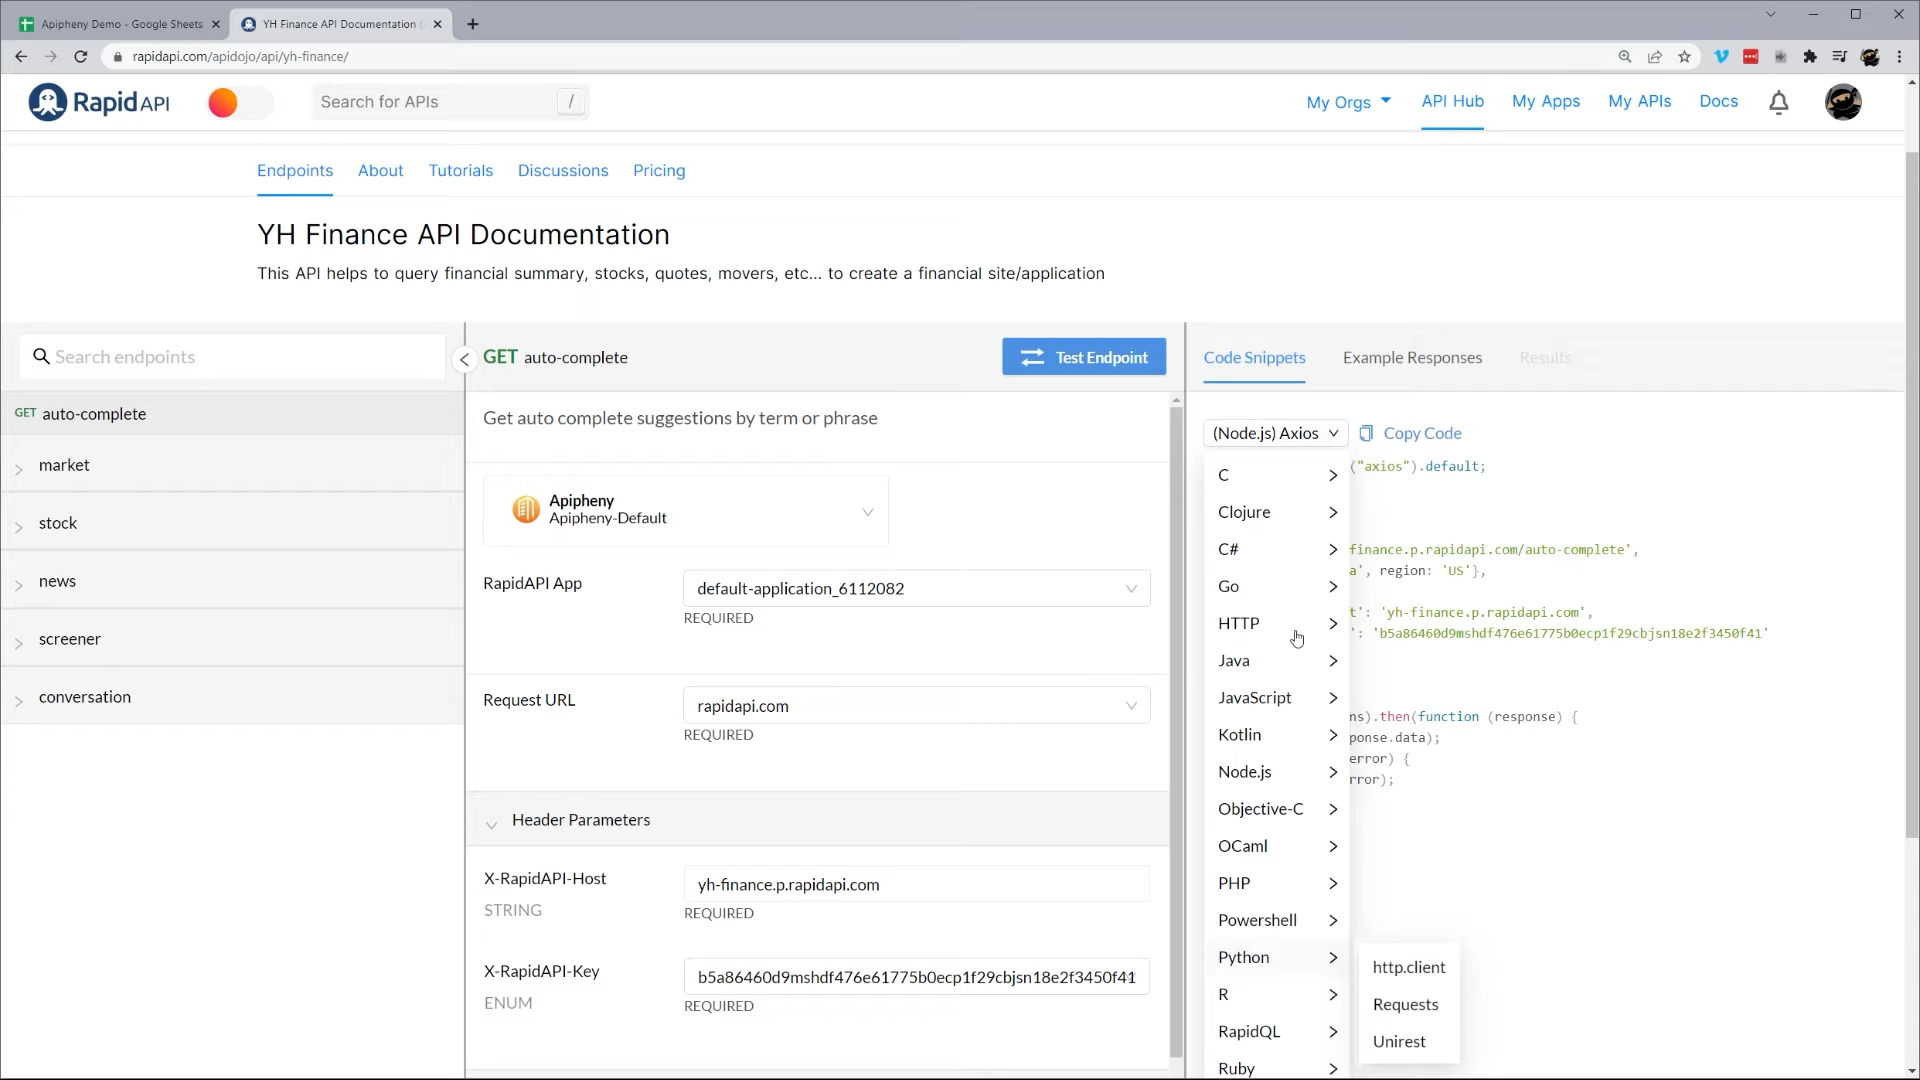 Apipheny Demo - Google Sheets
YH Finance API Documentation (
rapidapi.com/apidojo/api/yh-finance/
Rapid API
Search for APIs
/
My Orgs
API Hub
My Apps
My APIs
Docs
Endpoints
About
Tutorials
Discussions
Pricing
YH Finance API Documentation
This API helps to query financial summary, stocks, quotes, movers, etc... to create a financial site/application
Search endpoints
GET auto-complete
market
stock
news
screener
conversation
GET auto-complete
Test Endpoint
Get auto complete suggestions by term or phrase
Apipheny
Apipheny-Default
RapidAPI App
default-application_6112082
REQUIRED
Request URL
rapidapi.com
REQUIRED
Header Parameters
X-RapidAPI-Host
STRING
yh-finance.p.rapidapi.com
REQUIRED
X-RapidAPI-Key
ENUM
b5a86460d9mshdf476e61775b0ecp1f29cbjsn18e2f3450f41
REQUIRED
Code Snippets
Example Responses
Results
(Node.js) Axios
Copy Code
("axios").default;
finance.p.rapidapi.com/auto-complete',
a', region: 'US'},
t': 'yh-finance.p.rapidapi.com',
': 'b5a86460d9mshdf476e61775b0ecp1f29cbjsn18e2f3450f41'
ns).then(function (response) {
ponse.data);
error) {
rror);
C
Clojure
C#
Go
HTTP
Java
JavaScript
Kotlin
Node.js
Objective-C
OCaml
PHP
Powershell
Python
R
RapidQL
Ruby
http.client
Requests
Unirest